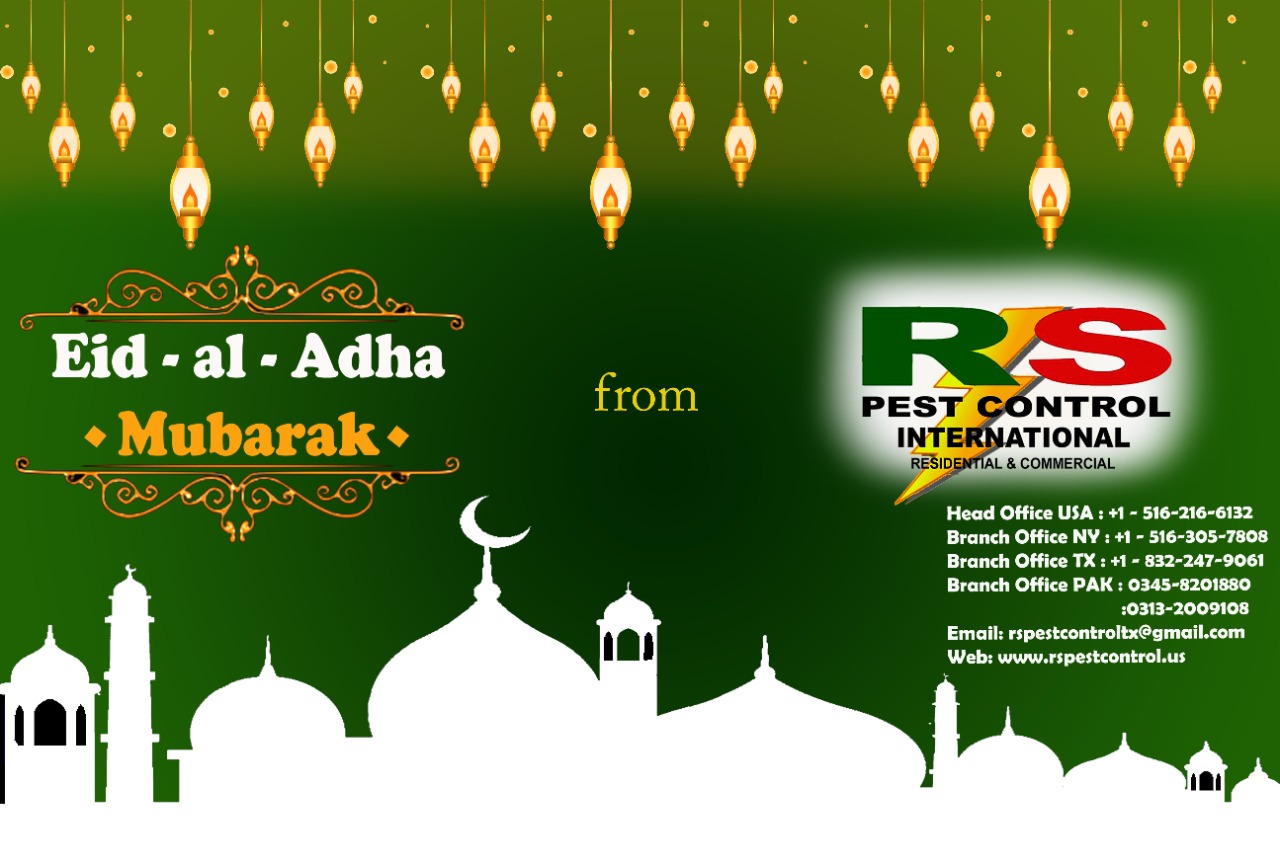 Eid - al - Adha
Mubarak
from
RS
PEST CONTROL
INTERNATIONAL
RESIDENTIAL & COMMERCIAL
Head Office USA : +1 - 516-216-6132
Branch Office NY : +1 - 516-305-7808
Branch Office TX : +1 - 832-247-9061
Branch Office PAK : 0345-8201880
:0313-2009108
Email: rspestcontroltx@gmail.com
Web: www.rspestcontrol.us